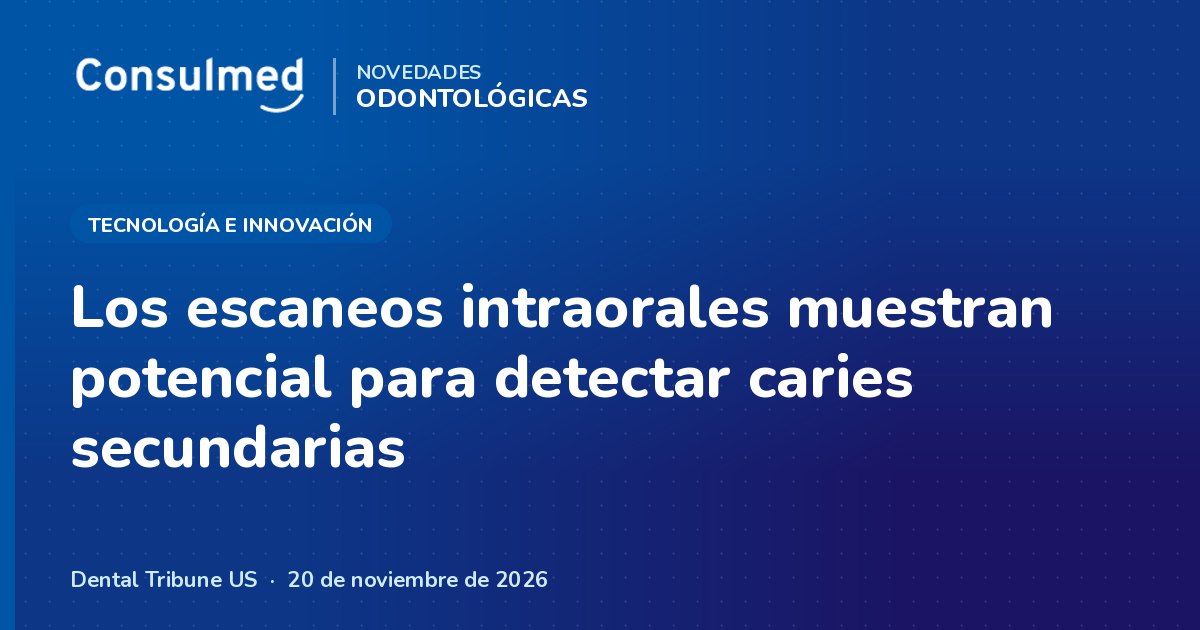 Consulmed
NOVEDADES
ODONTOLÓGICAS
TECNOLOGÍA E INNOVACIÓN
Los escaneos intraorales muestran
potencial para detectar caries
secundarias
Dental Tribune US · 20 de noviembre de 2026